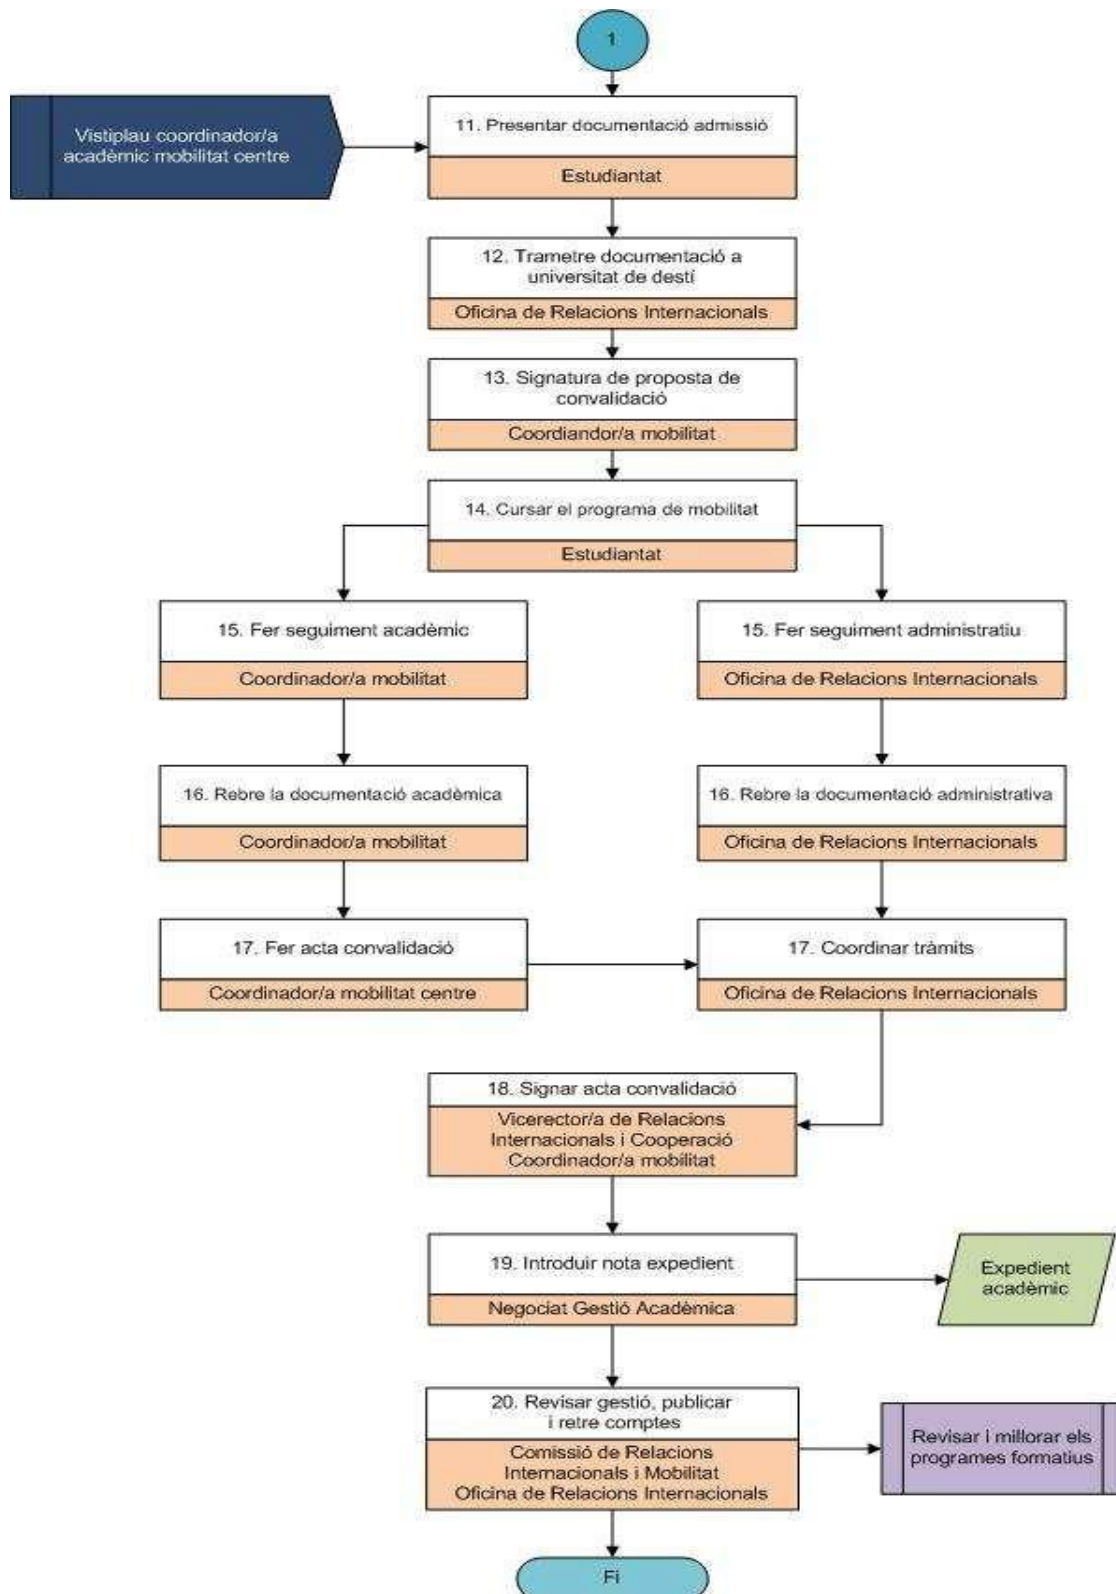 1
Vistiplau coordinador/a
acadèmic mobilitat centre
11. Presentar documentació admissió
Estudiantat
12. Trametre documentació a
universitat de destí
Oficina de Relacions Internacionals
13. Signatura de proposta de
convalidació
Coordiandor/a mobilitat
14. Cursar el programa de mobilitat
Estudiantat
15. Fer seguiment acadèmic
Coordinador/a mobilitat
15. Fer seguiment administratiu
Oficina de Relacions Internacionals
16. Rebre la documentació acadèmica
Coordinador/a mobilitat
16. Rebre la documentació administrativa
Oficina de Relacions Internacionals
17. Fer acta convalidació
Coordinador/a mobilitat centre
17. Coordinar tràmits
Oficina de Relacions Internacionals
18. Signar acta convalidació
Vicerector/a de Relacions
Internacionals i Cooperació
Coordinador/a mobilitat
19. Introduir nota expedient
Negociat Gestió Acadèmica
Expedient
acadèmic
20. Revisar gestió, publicar
i retre comptes
Comissió de Relacions
Internacionals i Mobilitat
Oficina de Relacions Internacionals
Revisar i millorar els
programes formatius
Fi